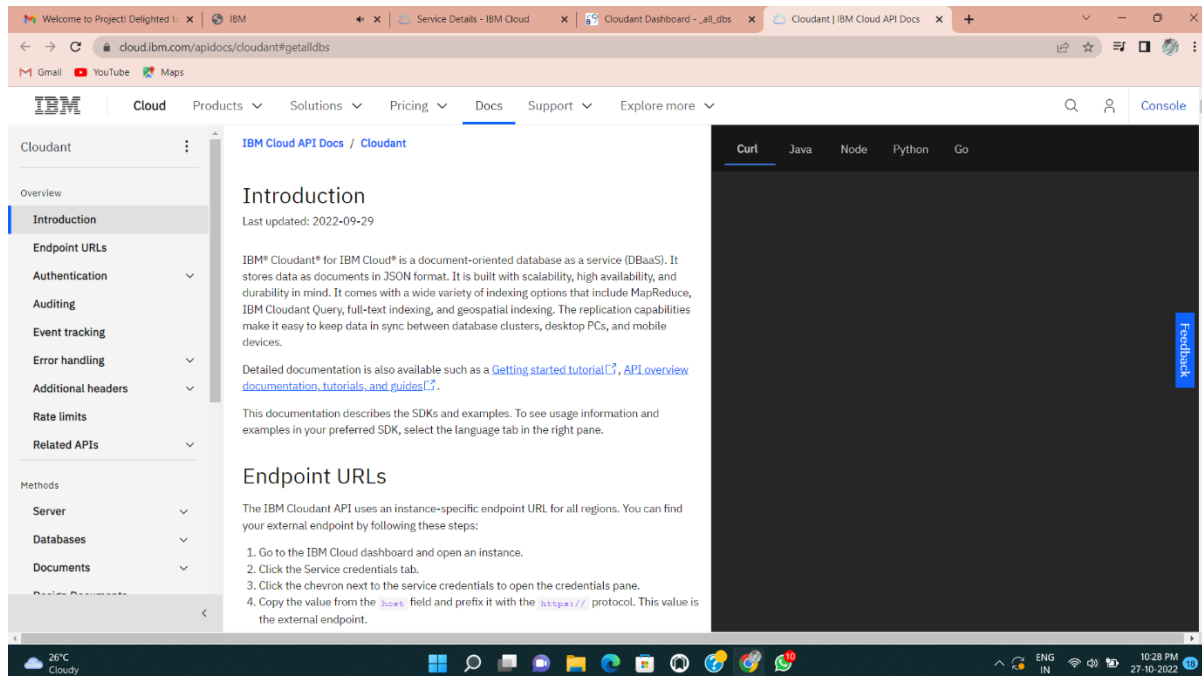 Welcome to Project! Delighted to
IBM
Service Details - IBM Cloud
Cloudant Dashboard - _all_dbs
Cloudant | IBM Cloud API Docs
cloud.ibm.com/apidocs/cloudant#getalldbs
Gmail
YouTube
Maps
IBM
Cloud
Products
Solutions
Pricing
Docs
Support
Explore more
Console
Cloudant
Overview
Introduction
Endpoint URLs
Authentication
Auditing
Event tracking
Error handling
Additional headers
Rate limits
Related APIs
Methods
Server
Databases
Documents
IBM Cloud API Docs / Cloudant
Introduction
Last updated: 2022-09-29
IBM® Cloudant® for IBM Cloud® is a document-oriented database as a service (DBaaS). It
stores data as documents in JSON format. It is built with scalability, high availability, and
durability in mind. It comes with a wide variety of indexing options that include MapReduce,
IBM Cloudant Query, full-text indexing, and geospatial indexing. The replication capabilities
make it easy to keep data in sync between database clusters, desktop PCs, and mobile
devices.
Detailed documentation is also available such as a Getting started tutorial, API overview
documentation, tutorials, and guides.
This documentation describes the SDKs and examples. To see usage information and
examples in your preferred SDK, select the language tab in the right pane.
Endpoint URLs
The IBM Cloudant API uses an instance-specific endpoint URL for all regions. You can find
your external endpoint by following these steps:
1. Go to the IBM Cloud dashboard and open an instance.
2. Click the Service credentials tab.
3. Click the chevron next to the service credentials to open the credentials pane.
4. Copy the value from the host field and prefix it with the https:// protocol. This value is
the external endpoint.
Curl
Java
Node
Python
Go
Feedback
26°C
Cloudy
10
ENG
IN
10:28 PM
27-10-2022
18